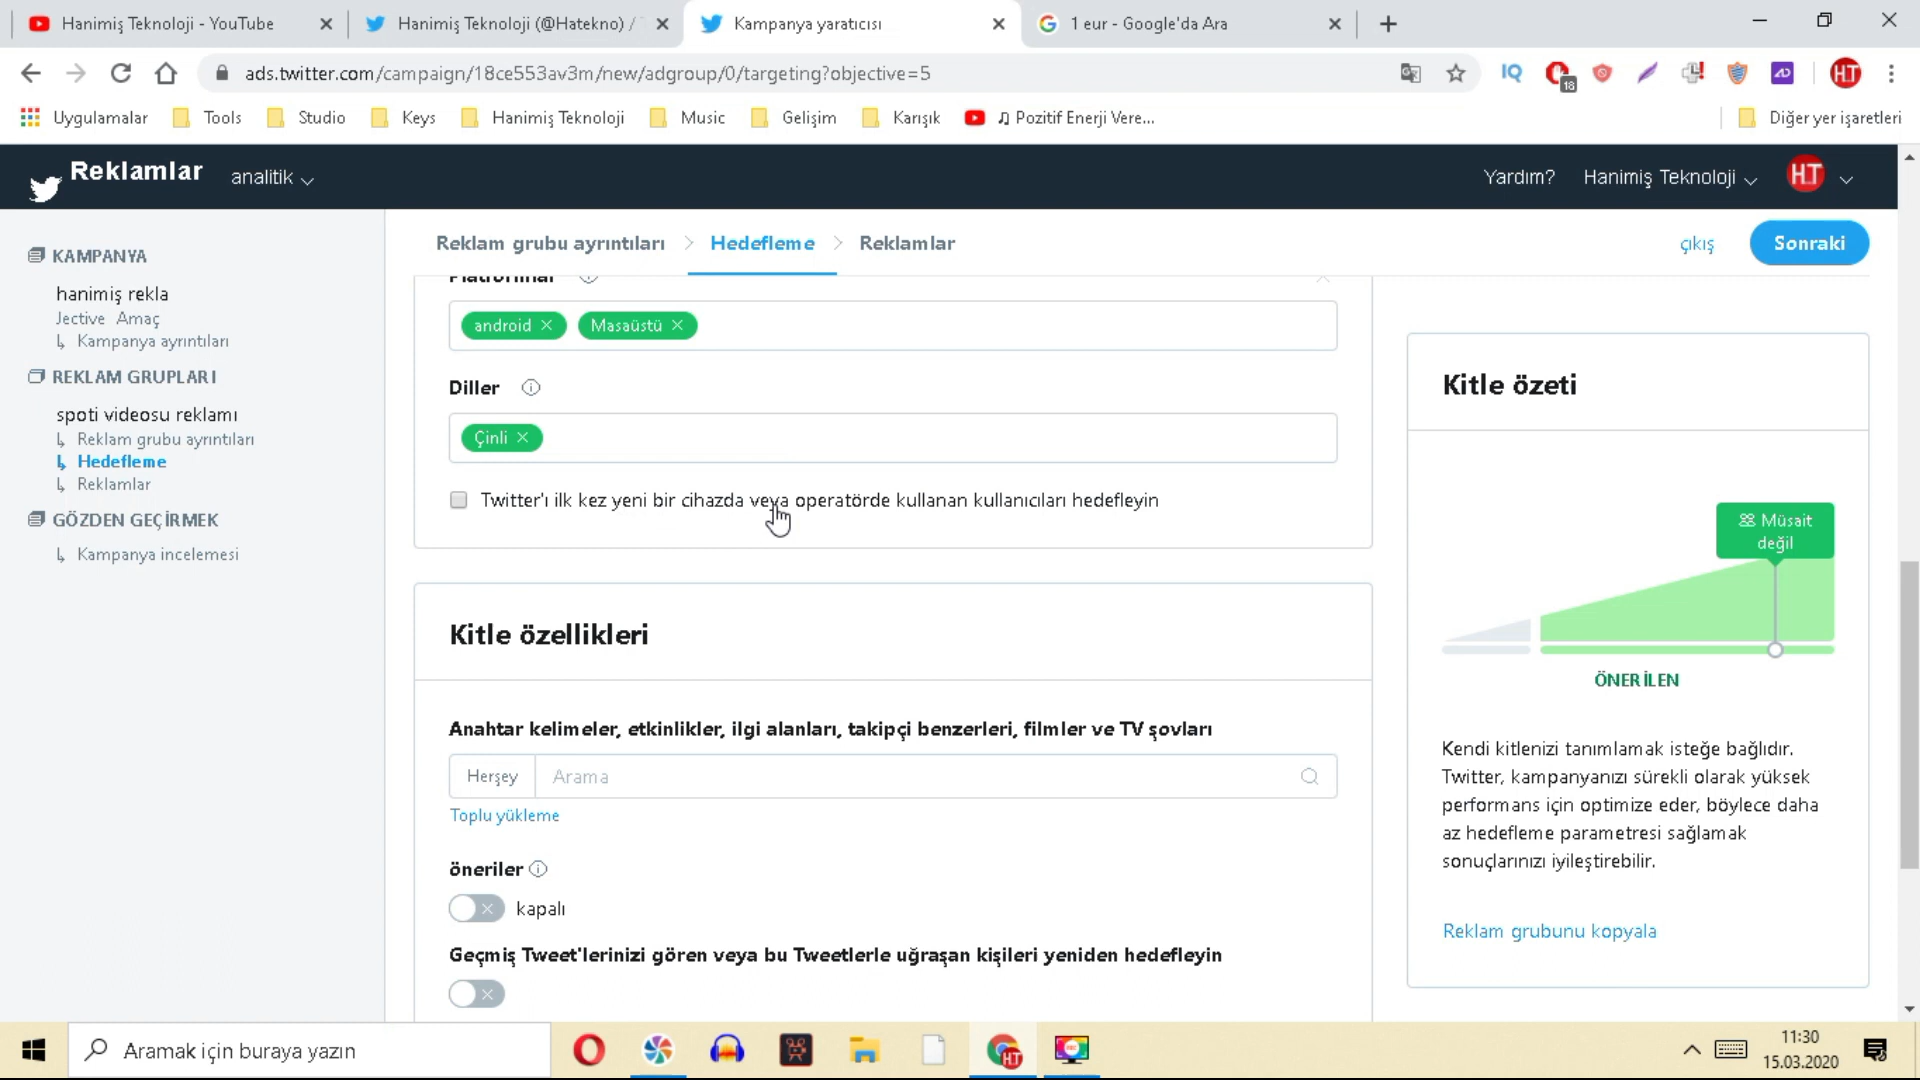 Hanimiş Teknoloji - YouTube
Hanimiş Teknoloji (@Hatekno) /
Kampanya yaratıcısı
1 eur - Google'da Ara
ads.twitter.com/campaign/18ce553av3m/new/adgroup/0/targeting?objective=5
IQ
18
HT
Uygulamalar
Tools
Studio
Keys
Hanimiş Teknoloji
Music
Gelişim
Karışık
♫ Pozitif Enerji Vere...
Diğer yer işaretleri
Reklamlar
analitik
Yardım?
Hanimiş Teknoloji
HT
KAMPANYA
hanimiş rekla
Jective Amaç
Kampanya ayrıntıları
REKLAM GRUPLARI
spoti videosu reklamı
Reklam grubu ayrıntıları
Hedefleme
Reklamlar
GÖZDEN GEÇİRMEK
Kampanya incelemesi
Reklam grubu ayrıntıları
Hedefleme
Reklamlar
çıkış
Sonraki
Platformlar
android
Masaüstü
Diller
Çinli
Twitter'ı ilk kez yeni bir cihazda veya operatörde kullanan kullanıcıları hedefleyin
Kitle özellikleri
Anahtar kelimeler, etkinlikler, ilgi alanları, takipçi benzerleri, filmler ve TV şovları
Herşey
Arama
Toplu yükleme
öneriler
kapalı
Geçmiş Tweet'lerinizi gören veya bu Tweetlerle uğraşan kişileri yeniden hedefleyin
Kitle özeti
Müsait
değil
ÖNERİLEN
Kendi kitlenizi tanımlamak isteğe bağlıdır.
Twitter, kampanyanızı sürekli olarak yüksek
performans için optimize eder, böylece daha
az hedefleme parametresi sağlamak
sonuçlarınızı iyileştirebilir.
Reklam grubunu kopyala
Aramak için buraya yazın
HT
11:30
15.03.2020